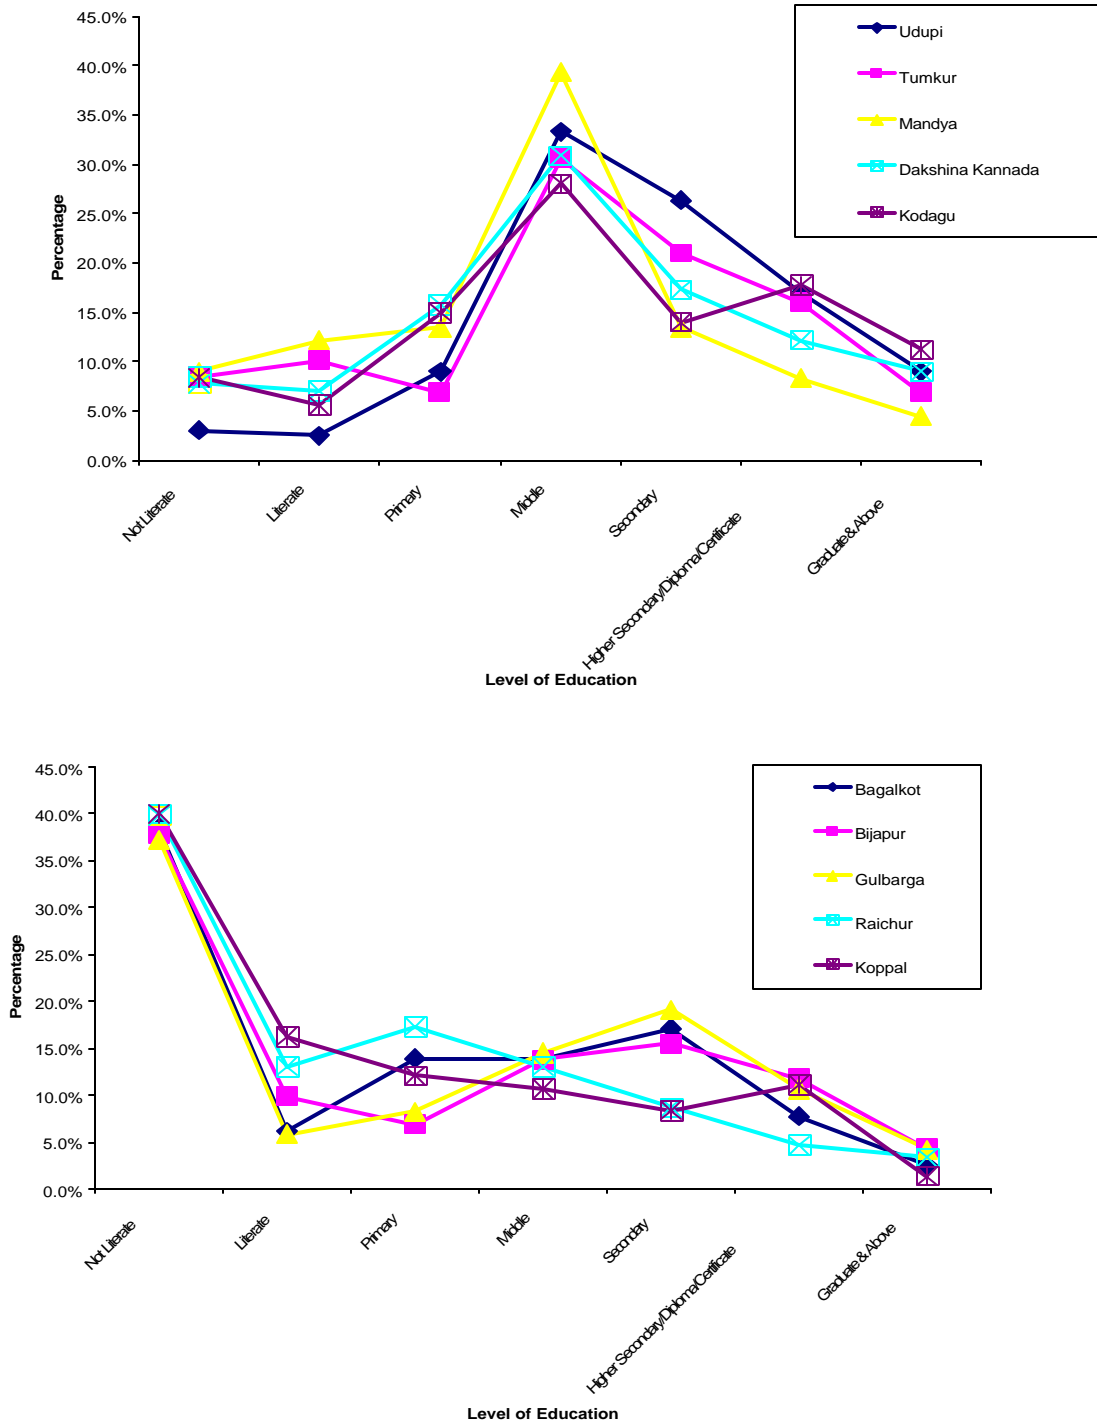 45.0%
40.0%
35.0%
30.0%
25.0%
20.0%
15.0%
10.0%
5.0%
0.0%
Percentage
Udupi
Tumkur
Mandya
Dakshina Kannada
Kodagu
Not Literate
Literate
Primary
Middle
Secondary
Higher Secondary/Diploma/Certificate
Graduate & Above
Level of Education
45.0%
40.0%
35.0%
30.0%
25.0%
20.0%
15.0%
10.0%
5.0%
0.0%
Percentage
Bagalkot
Bijapur
Gulbarga
Raichur
Koppal
Not Literate
Literate
Primary
Middle
Secondary
Higher Secondary/Diploma/Certificate
Graduate & Above
Level of Education